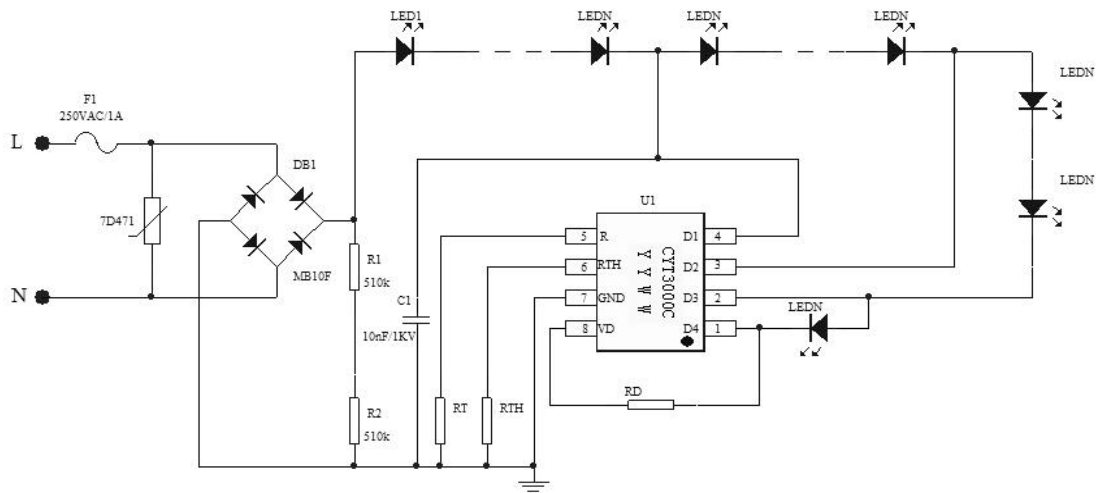 LED1
LEDN
LEDN
LEDN
LEDN
F1
250VAC/1A
L
DB1
LEDN
7D471
U1
5 R D1 4
R1
510k
6 RTH D2 3
MB10F
N
C1
7 GND D3 2
CYT3000C
YYWW
LEDN
10nF/1KV
8 VD D4 1
RD
R2
510k
RT
RTH